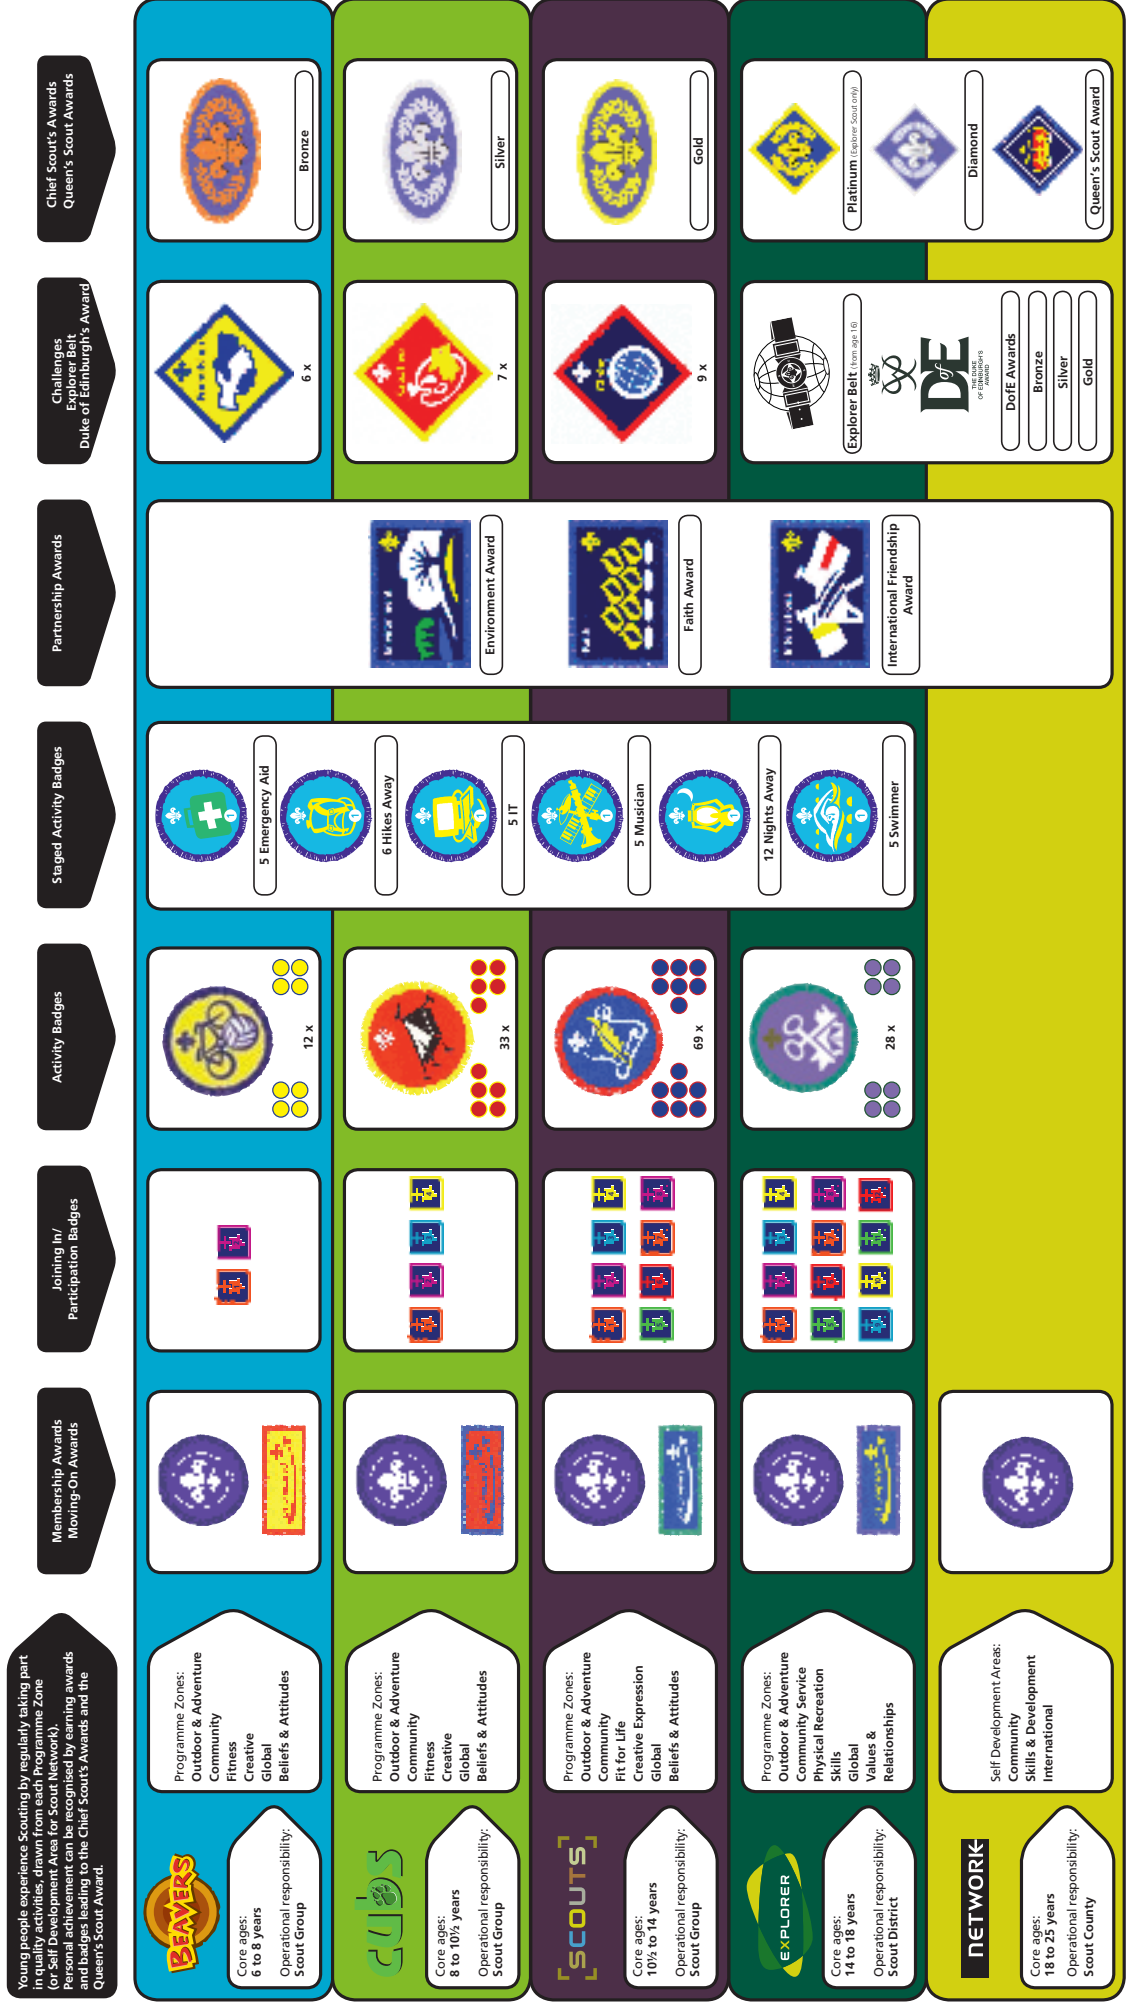 Young people experience Scouting by regularly taking part
in quality activities, drawn from each Programme Zone
(or Self Development Area for Scout Network).
Personal achievement can be recognised by earning awards
and badges leading to the Chief Scout's Awards and the
Queen's Scout Award.
Membership Awards
Moving-On Awards
Joining In/
Participation Badges
Activity Badges
Staged Activity Badges
Partnership Awards
Challenges
Explorer Belt
Duke of Edinburgh's Award
Chief Scout's Awards
Queen's Scout Awards
BEAVERS
Core ages:
6 to 8 years
Operational responsibility:
Scout Group
Programme Zones:
Outdoor & Adventure
Community
Fitness
Creative
Global
Beliefs & Attitudes
12 x
6 x
Bronze
cubs
Core ages:
8 to 10½ years
Operational responsibility:
Scout Group
Programme Zones:
Outdoor & Adventure
Community
Fitness
Creative
Global
Beliefs & Attitudes
33 x
7 x
Silver
[SCOUTS]
Core ages:
10½ to 14 years
Operational responsibility:
Scout Group
Programme Zones:
Outdoor & Adventure
Community
Fit for Life
Creative Expression
Global
Beliefs & Attitudes
69 x
9 x
Gold
EXPLORER
Core ages:
14 to 18 years
Operational responsibility:
Scout District
Programme Zones:
Outdoor & Adventure
Community Service
Physical Recreation
Skills
Global
Values &
Relationships
28 x
NETWORK
Core ages:
18 to 25 years
Operational responsibility:
Scout County
Self Development Areas:
Community
Skills & Development
International
1
5 Emergency Aid
1
6 Hikes Away
1
5 IT
1
5 Musician
1
12 Nights Away
1
5 Swimmer
Environment Award
Faith Award
International Friendship
Award
Explorer Belt (from age 16)
DofE
THE DUKE
OF EDINBURGH'S
AWARD
DofE Awards
Bronze
Silver
Gold
Platinum (Explorer Scout only)
Diamond
Queen's Scout Award